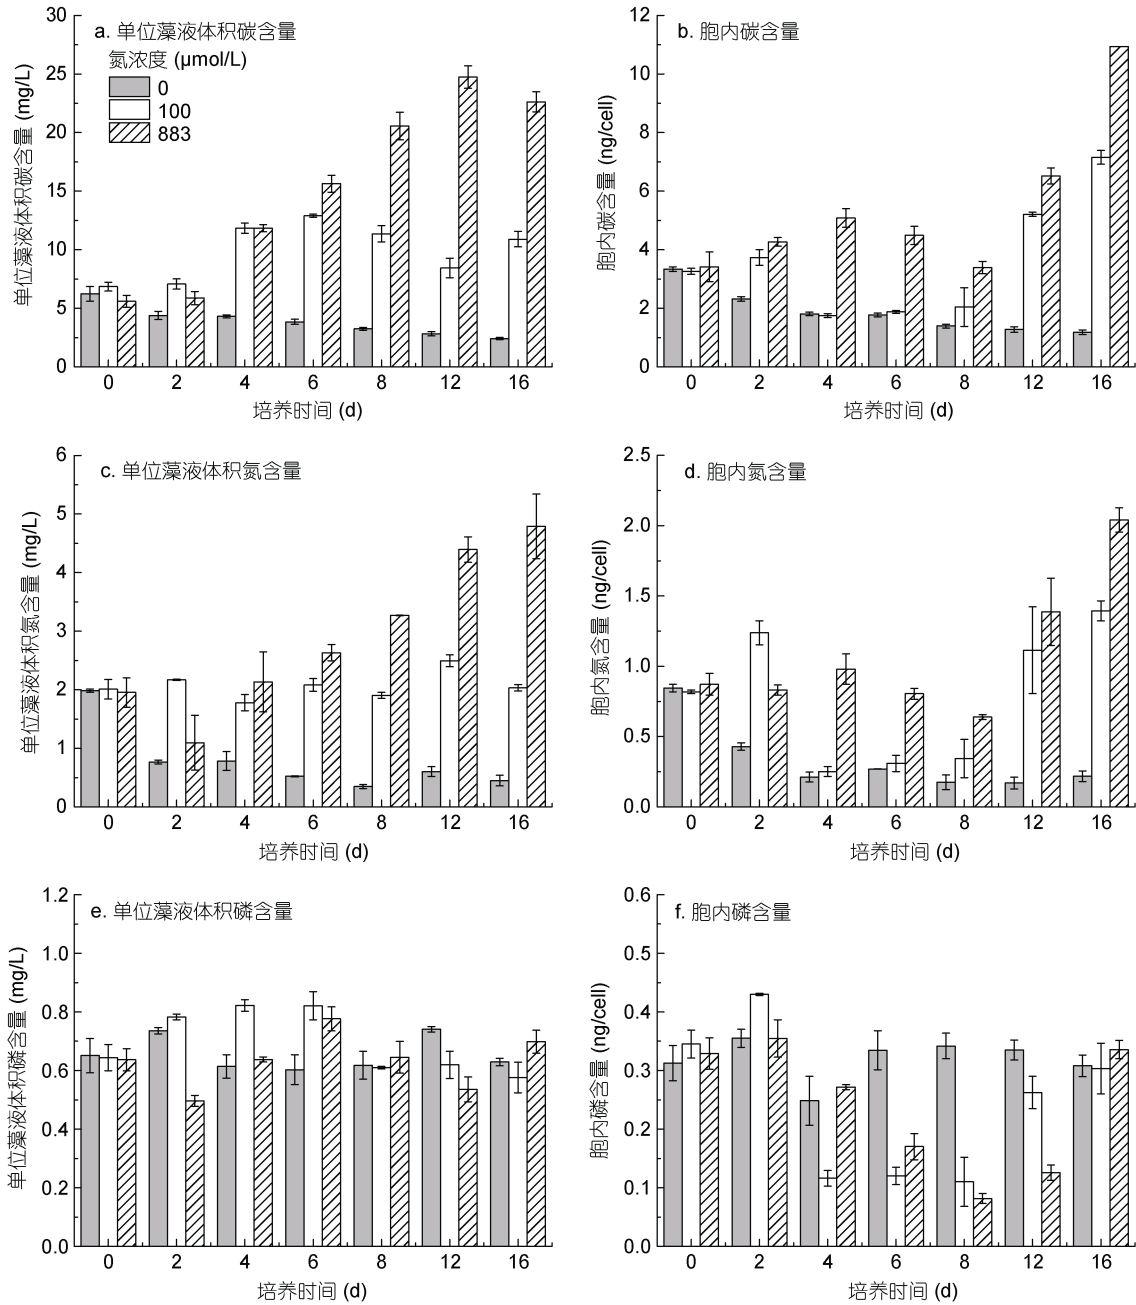 a. 单位藻液体积碳含量
氮浓度 (μmol/L)
0
100
883
单位藻液体积碳含量 (mg/L)
30
25
20
15
10
5
0
0 2 4 6 8 12 16
培养时间 (d)
b. 胞内碳含量
胞内碳含量 (ng/cell)
12
10
8
6
4
2
0
0 2 4 6 8 12 16
培养时间 (d)
c. 单位藻液体积氮含量
单位藻液体积氮含量 (mg/L)
6
5
4
3
2
1
0
0 2 4 6 8 12 16
培养时间 (d)
d. 胞内氮含量
胞内氮含量 (ng/cell)
2.5
2.0
1.5
1.0
0.5
0.0
0 2 4 6 8 12 16
培养时间 (d)
e. 单位藻液体积磷含量
单位藻液体积磷含量 (mg/L)
1.2
1.0
0.8
0.6
0.4
0.2
0.0
0 2 4 6 8 12 16
培养时间 (d)
f. 胞内磷含量
胞内磷含量 (ng/cell)
0.6
0.5
0.4
0.3
0.2
0.1
0.0
0 2 4 6 8 12 16
培养时间 (d)